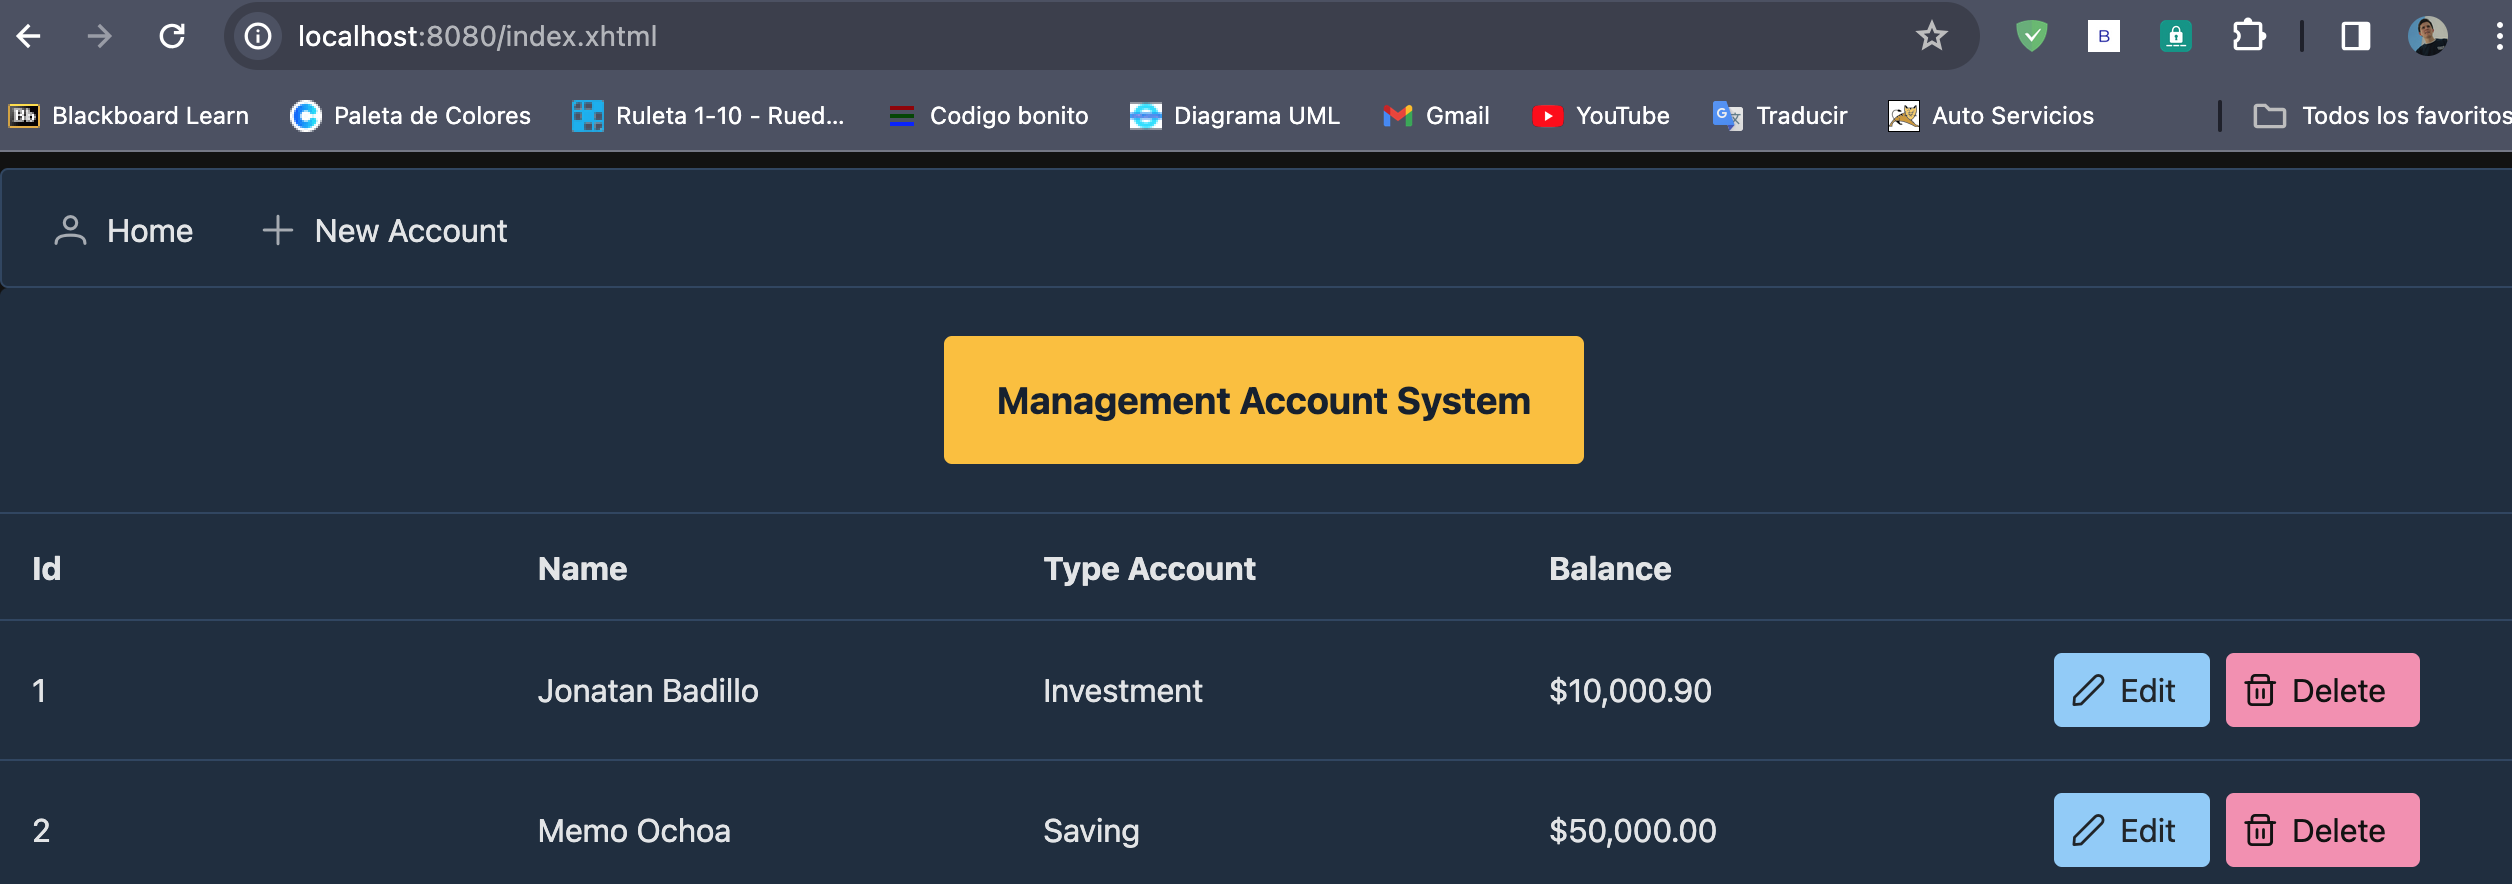 localhost:8080/index.xhtml
B
Bb Blackboard Learn Paleta de Colores Ruleta 1-10 - Rued... Codigo bonito Diagrama UML Gmail YouTube Traducir Auto Servicios Todos los favoritos
Home New Account
Management Account System
Id Name Type Account Balance
1 Jonatan Badillo Investment $10,000.90 Edit Delete
2 Memo Ochoa Saving $50,000.00 Edit Delete